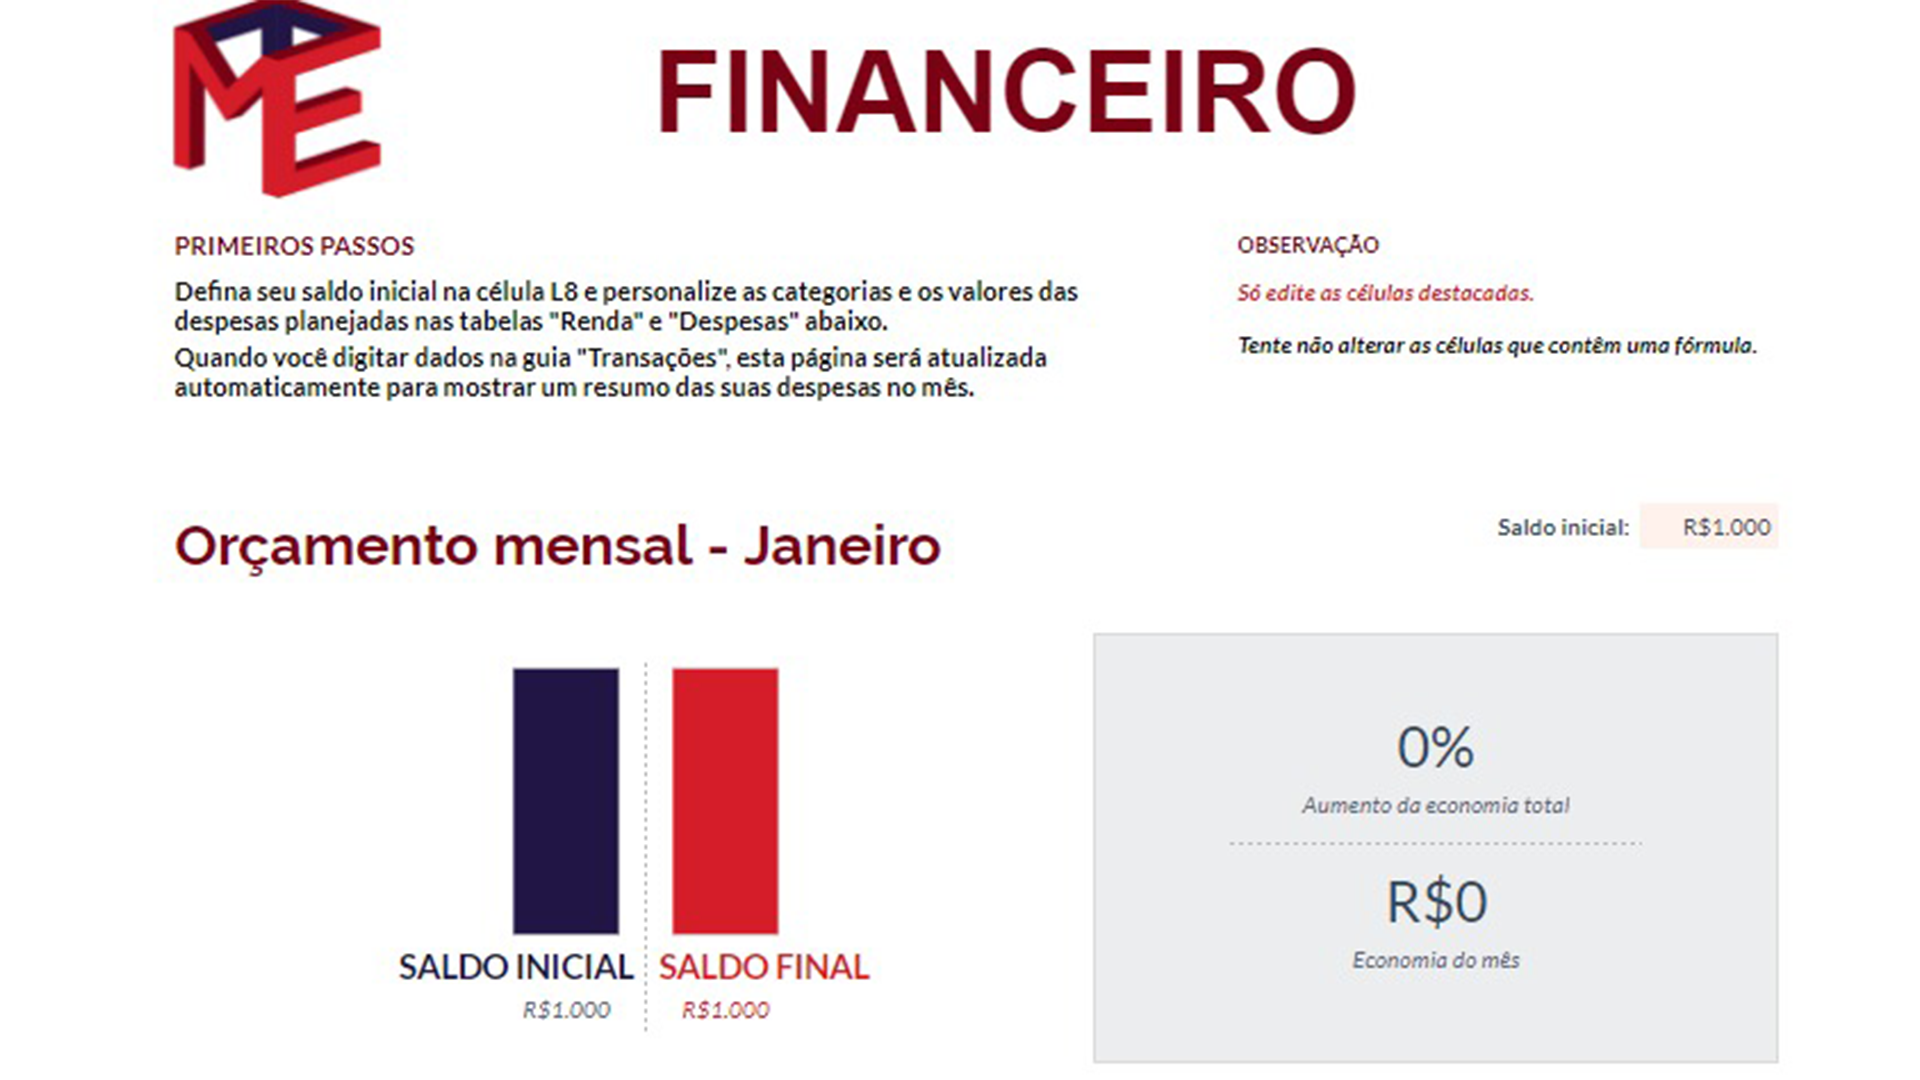 MTE
FINANCEIRO
PRIMEIROS PASSOS
Defina seu saldo inicial na célula L8 e personalize as categorias e os valores das
despesas planejadas nas tabelas "Renda" e "Despesas" abaixo.
Quando você digitar dados na guia "Transações", esta página será atualizada
automaticamente para mostrar um resumo das suas despesas no mês.
OBSERVAÇÃO
Só edite as células destacadas.
Tente não alterar as células que contêm uma fórmula.
Orçamento mensal - Janeiro
Saldo inicial: R$1.000
SALDO INICIAL
R$1.000
SALDO FINAL
R$1.000
0%
Aumento da economia total
R$0
Economia do mês